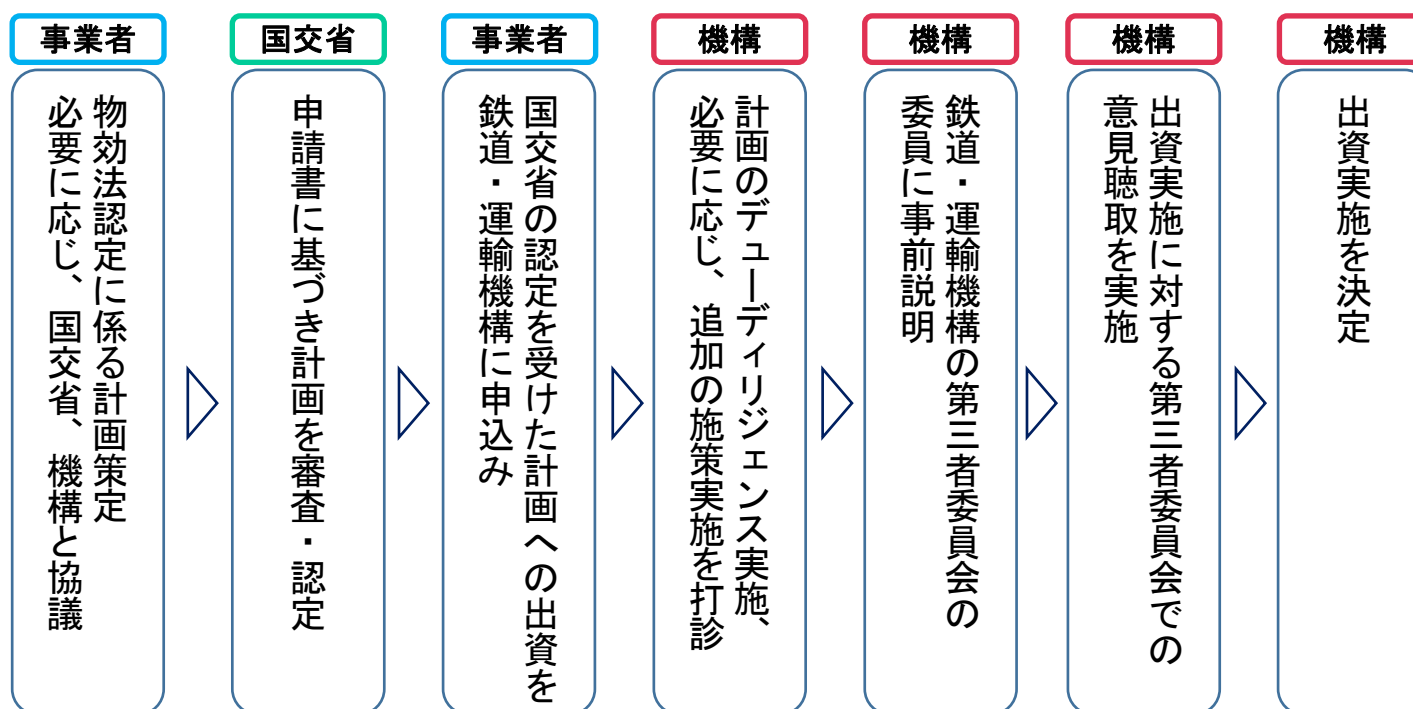 事業者
物効法認定に係る計画策定
必要に応じ、国交省、機構と協議
国交省
申請書に基づき計画を審査・認定
事業者
国交省の認定を受けた計画への出資を
鉄道・運輸機構に申込み
機構
計画のデューディリジェンス実施、
必要に応じ、追加の施策実施を打診
機構
鉄道・運輸機構の第三者委員会の
委員に事前説明
機構
出資実施に対する第三者委員会での
意見聴取を実施
機構
出資実施を決定